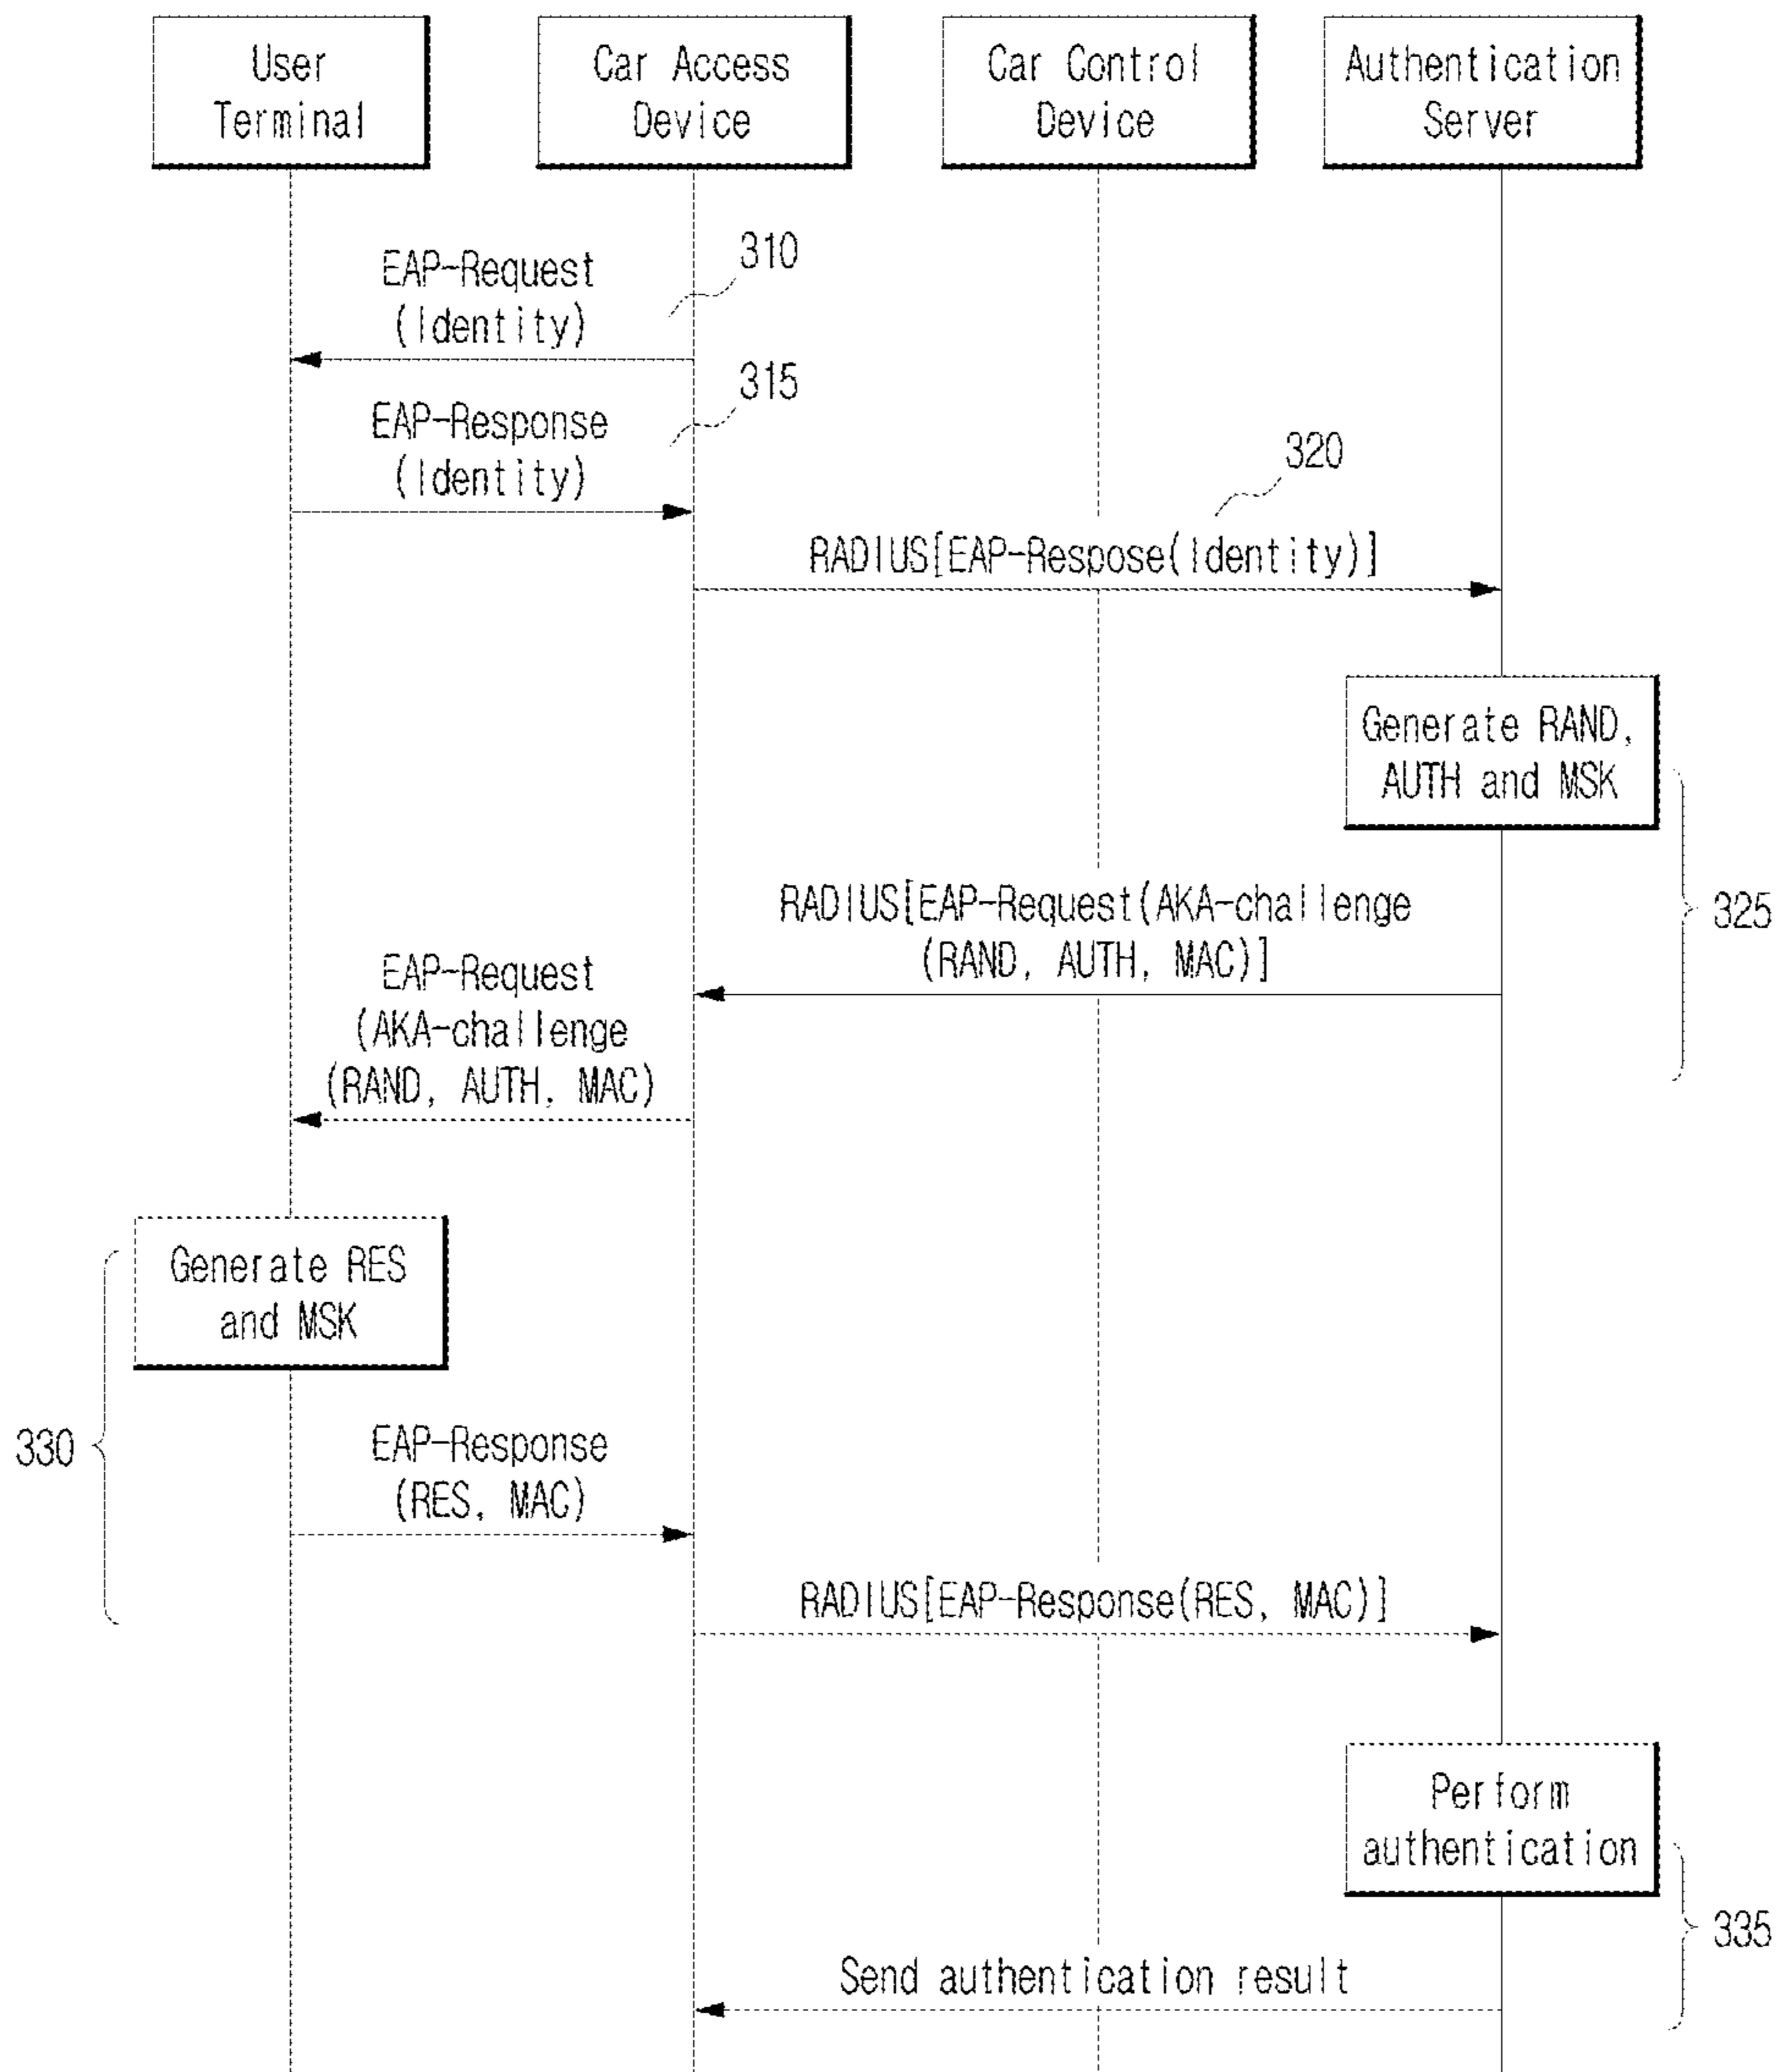 User
Terminal
Car Access
Device
Car Control
Device
Authentication
Server
310
EAP-Request
(Identity)
315
EAP-Response
(Identity)
320
RADIUS[EAP-Respose(Identity)]
Generate RAND,
AUTH and MSK
325
RADIUS[EAP-Request(AKA-challenge
(RAND, AUTH, MAC)]
EAP-Request
(AKA-challenge
(RAND, AUTH, MAC)
Generate RES
and MSK
330
EAP-Response
(RES, MAC)
RADIUS[EAP-Response(RES, MAC)]
Perform
authentication
335
Send authentication result